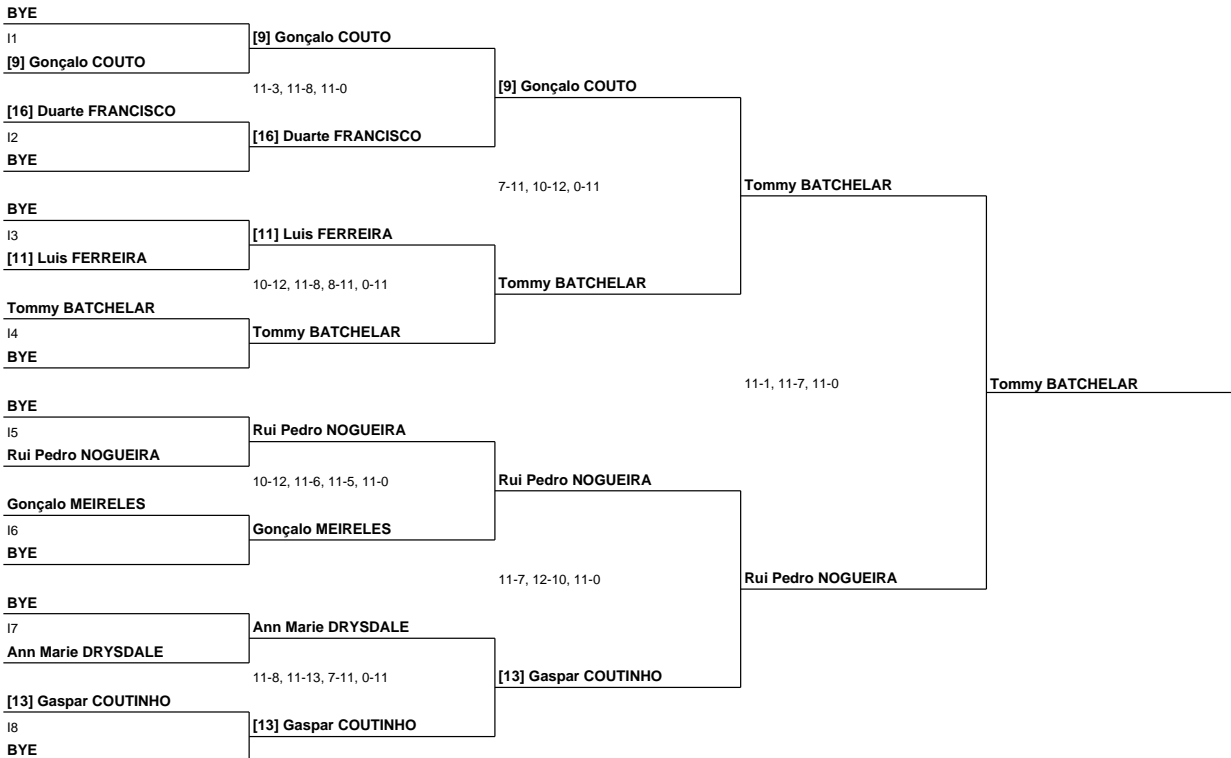 BYE
I1
[9] Gonçalo COUTO
[16] Duarte FRANCISCO
I2
BYE
BYE
I3
[11] Luis FERREIRA
Tommy BATCHELAR
I4
BYE
BYE
I5
Rui Pedro NOGUEIRA
Gonçalo MEIRELES
I6
BYE
BYE
I7
Ann Marie DRYSDALE
[13] Gaspar COUTINHO
I8
BYE
[9] Gonçalo COUTO
11-3, 11-8, 11-0
[16] Duarte FRANCISCO
[11] Luis FERREIRA
10-12, 11-8, 8-11, 0-11
Tommy BATCHELAR
Rui Pedro NOGUEIRA
10-12, 11-6, 11-5, 11-0
Gonçalo MEIRELES
Ann Marie DRYSDALE
11-8, 11-13, 7-11, 0-11
[13] Gaspar COUTINHO
[9] Gonçalo COUTO
7-11, 10-12, 0-11
Tommy BATCHELAR
Rui Pedro NOGUEIRA
11-7, 12-10, 11-0
[13] Gaspar COUTINHO
Tommy BATCHELAR
11-1, 11-7, 11-0
Rui Pedro NOGUEIRA
Tommy BATCHELAR